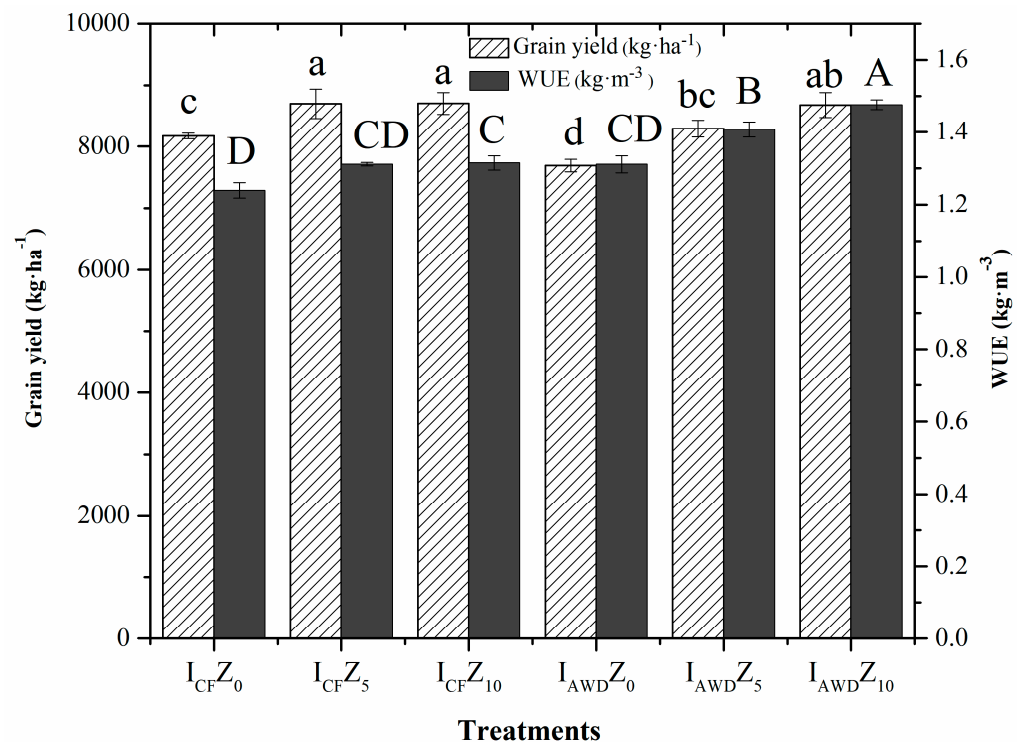 Grain yield (kg·ha-1)
WUE (kg·m-3)
10000
8000
6000
4000
2000
0
Grain yield (kg·ha-1)
c
D
a
CD
a
C
d
CD
bc
B
ab
A
1.6
1.4
1.2
1.0
0.8
0.6
0.4
0.2
0.0
WUE (kg·m-3)
ICFZ0
ICFZ5
ICFZ10
IAWDZ0
IAWDZ5
IAWDZ10
Treatments